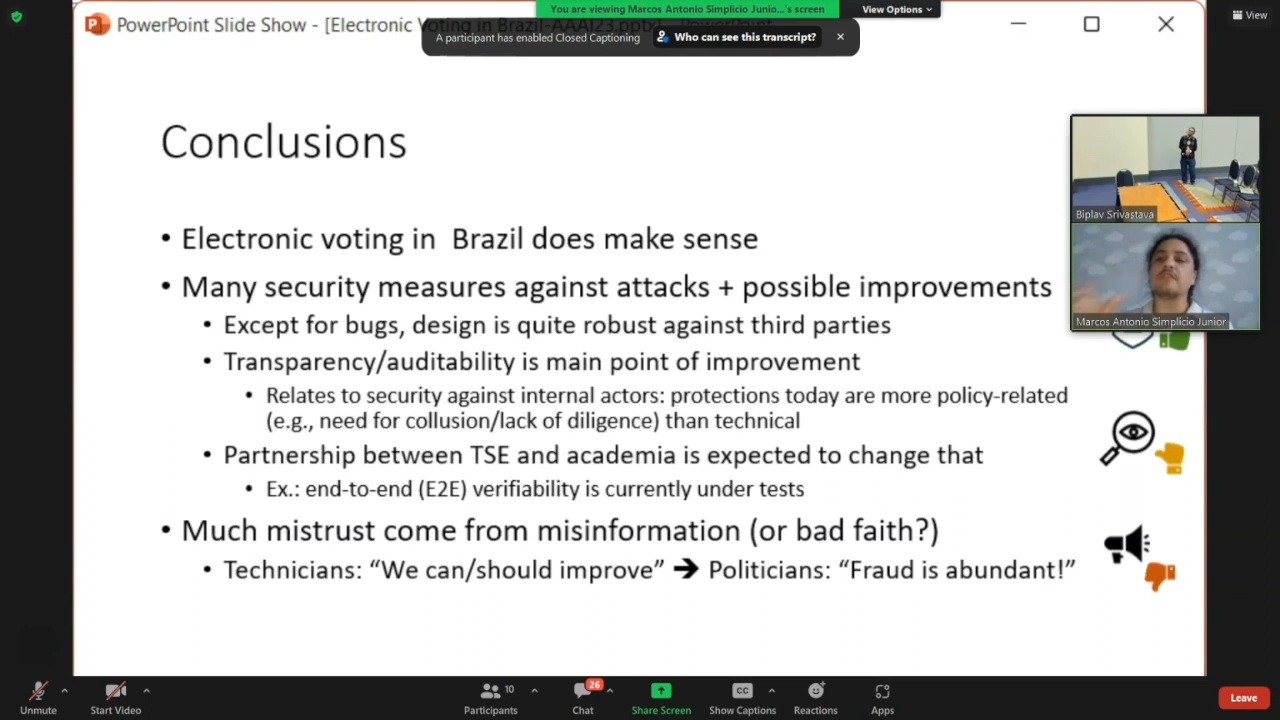 You are viewing Marcos Antonio Simplicio Junio...'s screen
View Options
PowerPoint Slide Show - [Electronic Voting in Brazil-AAAI23.pptx] - PowerPoint
A participant has enabled Closed Captioning
Who can see this transcript?
View
Conclusions
• Electronic voting in Brazil does make sense
• Many security measures against attacks + possible improvements
• Except for bugs, design is quite robust against third parties
• Transparency/auditability is main point of improvement
• Relates to security against internal actors: protections today are more policy-related
(e.g., need for collusion/lack of diligence) than technical
• Partnership between TSE and academia is expected to change that
• Ex.: end-to-end (E2E) verifiability is currently under tests
• Much mistrust come from misinformation (or bad faith?)
• Technicians: “We can/should improve” ➔ Politicians: “Fraud is abundant!”
Biplav Srivastava
Marcos Antonio Simplicio Junior
Unmute
Start Video
Participants
10
Chat
26
Share Screen
CC
Show Captions
Reactions
Apps
Leave